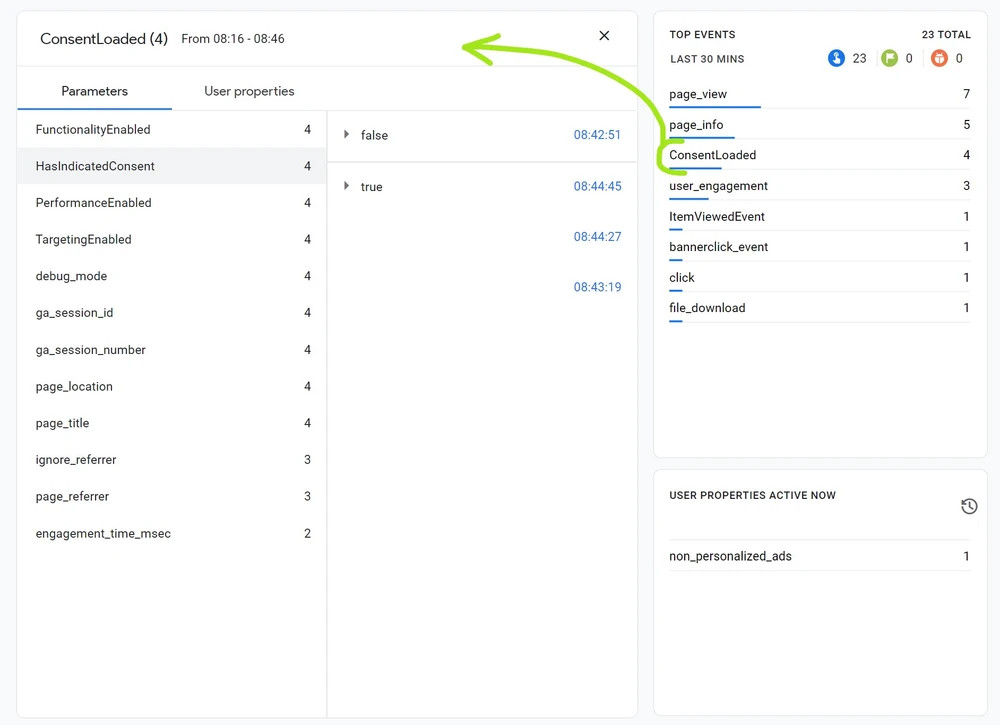 ConsentLoaded (4) From 08:16 - 08:46
Parameters User properties
FunctionalityEnabled 4
HasIndicatedConsent 4
PerformanceEnabled 4
TargetingEnabled 4
debug_mode 4
ga_session_id 4
ga_session_number 4
page_location 4
page_title 4
ignore_referrer 3
page_referrer 3
engagement_time_msec 2
false 08:42:51
true 08:44:45
08:44:27
08:43:19
TOP EVENTS 23 TOTAL
LAST 30 MINS 23 0 0
page_view 7
page_info 5
ConsentLoaded 4
user_engagement 3
ItemViewedEvent 1
bannerclick_event 1
click 1
file_download 1
USER PROPERTIES ACTIVE NOW
non_personalized_ads 1